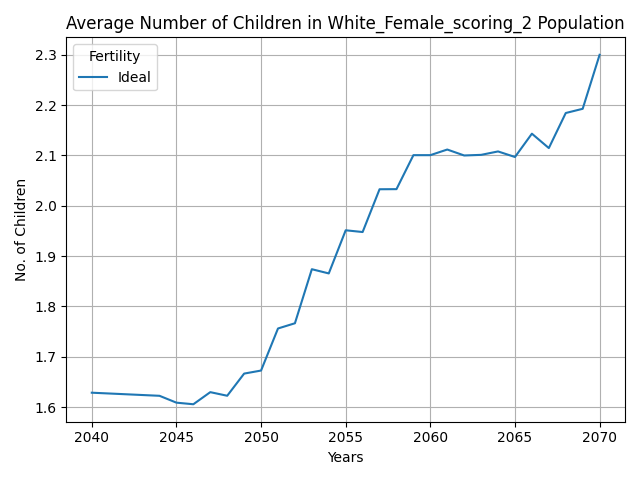 Average Number of Children in White_Female_scoring_2 Population
Fertility
Ideal
2.3
2.2
2.1
2.0
1.9
1.8
1.7
1.6
No. of Children
2040 2045 2050 2055 2060 2065 2070
Years